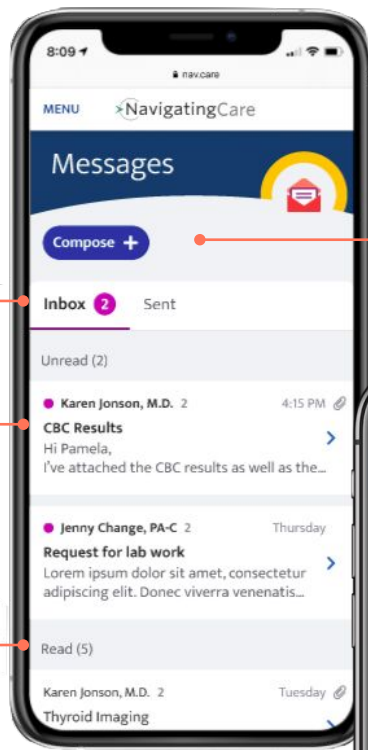 8:09
nav.care
MENU NavigatingCare
Messages
Compose +
Inbox 2 Sent
Unread (2)
Karen Jonson, M.D. 2 4:15 PM
CBC Results
Hi Pamela,
I've attached the CBC results as well as the...
Jenny Change, PA-C 2 Thursday
Request for lab work
Lorem ipsum dolor sit amet, consectetur
adipiscing elit. Donec viverra venenatis...
Read (5)
Karen Jonson, M.D. 2 Tuesday
Thyroid Imaging